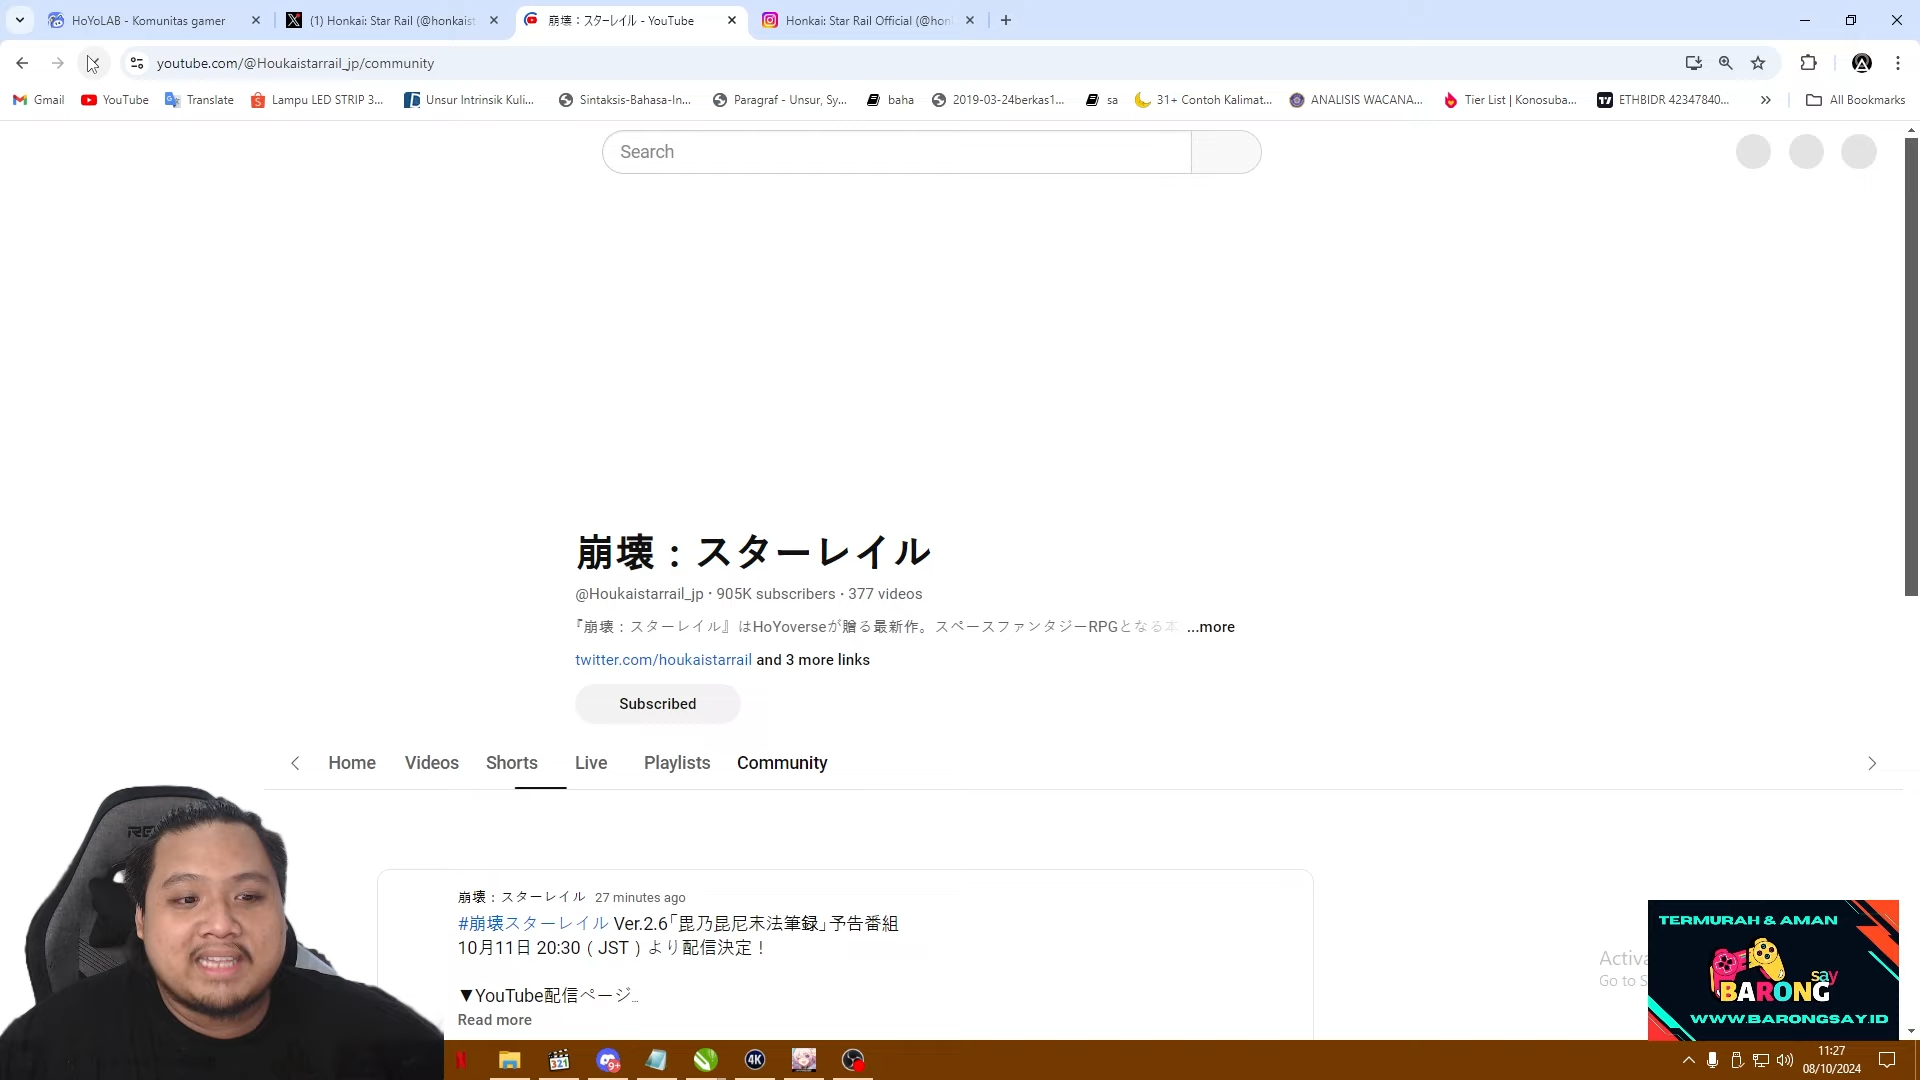 HoYoLAB - Komunitas gamer
(1) Honkai: Star Rail (@honkaist
崩壊：スターレイル - YouTube
Honkai: Star Rail Official (@hon
youtube.com/@Houkaistarrail_jp/community
Gmail
YouTube
Translate
Lampu LED STRIP 3...
Unsur Intrinsik Kuli...
Sintaksis-Bahasa-In...
Paragraf - Unsur, Sy...
baha
2019-03-24berkas1...
sa
31+ Contoh Kalimat...
ANALISIS WACANA...
Tier List | Konosuba...
ETHBIDR 42347840...
All Bookmarks
Search
崩壊：スターレイル
@Houkaistarrail_jp · 905K subscribers · 377 videos
『崩壊：スターレイル』はHoYoverseが贈る最新作。スペースファンタジーRPGとなる本 ...more
twitter.com/houkaistarrail and 3 more links
Subscribed
Home
Videos
Shorts
Live
Playlists
Community
崩壊：スターレイル 27 minutes ago
#崩壊スターレイル Ver.2.6「毘乃昆尼末法筆録」予告番組
10月11日 20:30（JST）より配信決定！
▼YouTube配信ページ...
Read more
Activa
Go to S
TERMURAH & AMAN
BARONG
say
WWW.BARONGSAY.ID
321
9+
4K
11:27
08/10/2024